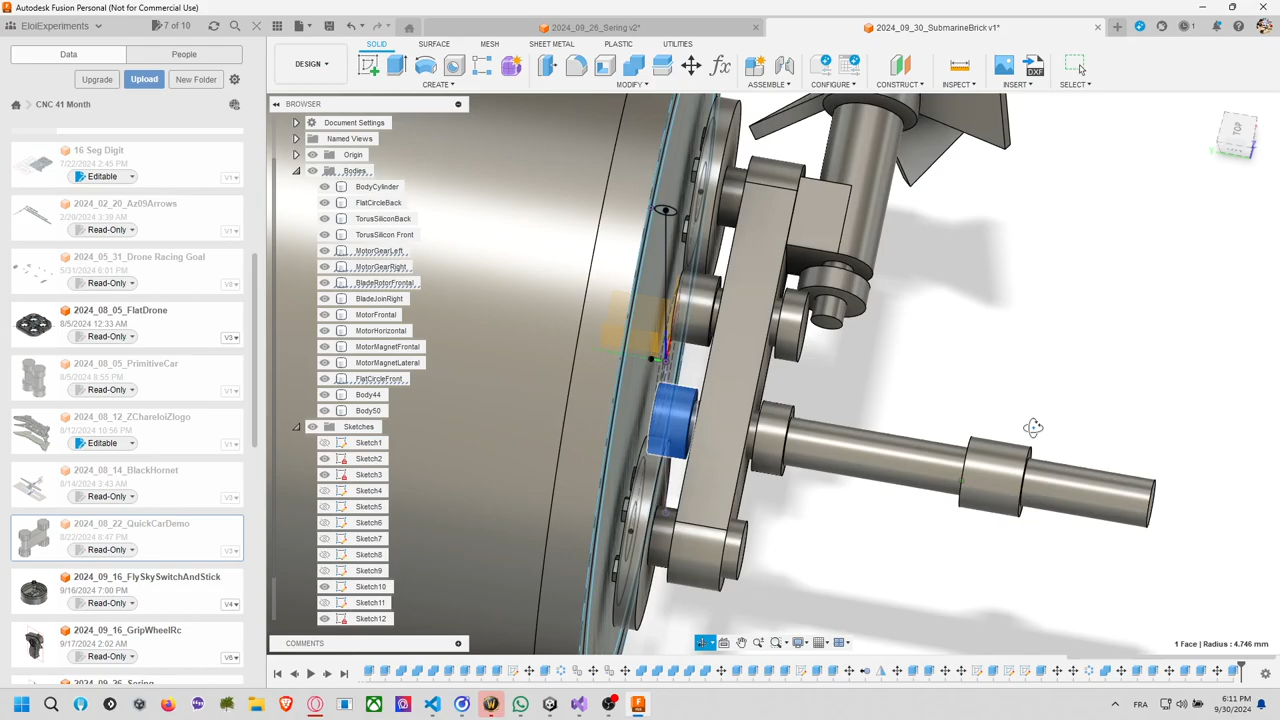 Autodesk Fusion Personal (Not for Commercial Use)
EloiExperiments
7 of 10
2024_09_26_Sering v2*
2024_09_30_SubmarineBrick v1*
1
Data
People
Upgrade
Upload
New Folder
CNC 41 Month
DESIGN
SOLID
SURFACE
MESH
SHEET METAL
PLASTIC
UTILITIES
CREATE
MODIFY
ASSEMBLE
CONFIGURE
CONSTRUCT
INSPECT
INSERT
SELECT
16 Seg Digit
7/22/2024 2:45 PM
Editable
V1
2024_02_20_Az09Arrows
2/20/2024 3:39 AM
Read-Only
V1
2024_05_31_Drone Racing Goal
5/31/2024 6:01 PM
Read-Only
V1
2024_08_05_FlatDrone
8/5/2024 12:33 AM
Read-Only
V3
2024_08_05_PrimitiveCar
8/4/2024 8:55 PM
Read-Only
V1
2024_08_12_ZChareloiZlogo
8/12/2024 10:56 PM
Editable
V2
2024_08_14_BlackHornet
8/14/2024 5:43 AM
Read-Only
V1
2024_08_22_QuickCarDemo
8/22/2024 8:47 PM
Read-Only
V3
2024_09_16_FlySkySwitchAndStick
9/16/2024 7:00 PM
Read-Only
V4
2024_09_16_GripWheelRc
9/17/2024 2:02 AM
Read-Only
V6
2024_09_26_Sering
BROWSER
Document Settings
Named Views
Origin
Bodies
BodyCylinder
FlatCircleBack
TorusSiliconBack
TorusSilicon Front
MotorGearLeft
MotorGearRight
BladeRotorFrontal
BladeJoinRight
MotorFrontal
MotorHorizontal
MotorMagnetFrontal
MotorMagnetLateral
FlatCircleFront
Body44
Body50
Sketches
Sketch1
Sketch2
Sketch3
Sketch4
Sketch5
Sketch6
Sketch7
Sketch8
Sketch9
Sketch10
Sketch11
Sketch12
COMMENTS
TOP
1 Face | Radius : 4.746 mm
FRA
6:11 PM
9/30/2024